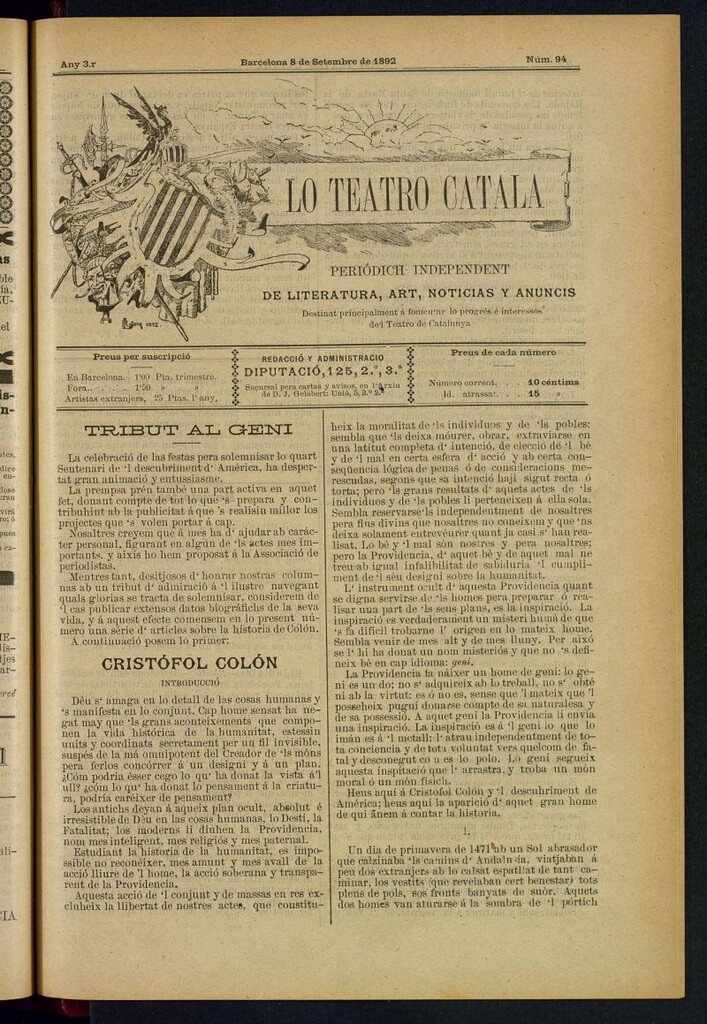 Any 3.r
Barcelona 8 de Setembre de 1892
Núm. 94
LO TEATRO CATALA
PERIÓDICH INDEPENDENT
DE LITERATURA, ART, NOTICIAS Y ANUNCIS
Destinat principalment á fomentar lo progrés é interessos
del Teatro de Catalunya
Preus per suscripció
En Barcelona. 1'00 Pta. trimestre.
Fora. . . . . 1'50 » »
Artistas extranjers, 25 Ptas. l' any,
REDACCIÓ Y ADMINISTRACIO
DIPUTACIÓ, 125, 2.º, 3.ª
Sucursal pera cartas y avisos, en l'Arxiu
de D. J. Gelabert: Unió, 5, 3.º 2.ª
Preus de cada número
Número corrent. . . 10 céntims
Id. atrassat. . . 15 »
TRIBUT AL GENI
La celebració de las festas pera solemnisar lo quart
Sentenari de 'l descubriment d' América, ha desper-
tat gran animació y entussiasme.
La prempsa prén també una part activa en aquet
fet, donant compte de tot lo que 's prepara y con-
tribuhint ab la publicitat á que 's realisin millor los
projectes que 's volen portar á cap.
Nosaltres creyem que á mes ha d' ajudar ab carác-
ter personal, figurant en algún de 'ls actes mes im-
portants, y aixís ho hem proposat á la Associació de
periodistas.
Mentres tant, desitjosos d' honrar nostras colum-
nas ab un tribut d' admiració á 'l ilustre navegant
quals glorias se tracta de solemnisar, considerem de
'l cas publicar extensos datos biográfichs de la seva
vida, y á aquest efecte comensem en lo present nú-
mero una série d' articles sobre la historia de Colón.
A continuació posem lo primer:
CRISTÓFOL COLÓN
INTRODUCCIÓ
Déu s' amaga en lo detall de las cosas humanas y
's manifesta en lo conjunt. Cap home sensat ha ne-
gat may que 'ls grans aconteixements que compo-
nen la vida histórica de la humanitat, estessin
units y coordinats secretament per un fil invisible,
suspés de la má omnipotent del Creador de 'ls móns
pera ferlos concórrer á un designi y á un plan.
¿Cóm podría ésser cego lo qu' ha donat la vista á 'l
ull? ¿cóm lo qu' ha donat lo pensament á la criatu-
ra, podría caréixer de pensament?
Los antichs deyan á aqueix plan ocult, absolut é
irresistible de Déu en las cosas humanas, lo Destí, la
Fatalitat; los moderns li diuhen la Providencia,
nom mes inteligent, mes religiós y mes paternal.
Estudiant la historia de la humanitat, es impos-
sible no reconéixer, mes amunt y mes avall de la
acció lliure de 'l home, la acció soberana y transpa-
rent de la Providencia.
Aquesta acció de 'l conjunt y de massas en res ex-
cluheix la llibertat de nostres actes, que constitu-
heix la moralitat de 'ls individuos y de 'ls pobles:
sembla que 'ls deixa móurer, obrar, extraviarse en
una latitut completa d' intenció, de elecció de 'l bé
y de 'l mal en certa esfera d' acció y ab certa con-
seqüencia lógica de penas ó de consideracions me-
rescudas, segons que sa intenció haji sigut recta ó
torta; pero 'ls grans resultats d' aquets actes de 'ls
individuos y de 'ls pobles li perteneixen á ella sola.
Sembla reservarse'ls independentment de nosaltres
pera fins divins que nosaltres no coneixem y que 'ns
deixa solament entrevéurer quant ja casi s' han rea-
lisat. Lo bé y 'l mal són nostres y pera nosaltres;
pero la Providencia, d' aquet bé y de aquet mal ne
treu ab igual infalibilitat de sabiduría 'l cumpli-
ment de 'l séu designi sobre la humanitat.
L' instrument ocult d' aquesta Providencia quant
se digna servirse de 'ls homes pera preparar ó rea-
lisar una part de 'ls seus plans, es la inspiració. La
inspiració es verdaderament un misteri humá de que
's fa difícil trobarne l' origen en lo mateix home.
Sembla venir de mes alt y de mes lluny. Per aixó
se l' hi ha donat un nom misteriós y que no 's defi-
neix bé en cap idioma: geni.
La Providencia fa náixer un home de geni: lo ge-
ni es un do; no s' adquireix ab lo treball, no s' obté
ni ab la virtut: es ó no es, sense que 'l mateix que 'l
posseheix pugui donarse compte de sa naturalesa y
de sa possessió. A aquet geni la Providencia li envia
una inspiració. La inspiració es á 'l geni lo que lo
imán es á 'l metall: l' atrau independentment de to-
ta conciencia y de tota voluntat vers quelcom de fa-
tal y desconegut com es lo polo. Lo geni segueix
aquesta inspitació que l' arrastra, y troba un món
moral ó un món físich.
Heus aquí á Cristófol Colón y 'l descubriment de
América; heus aquí la aparició d' aquet gran home
de qui ánem á contar la historia.
I.
Un dia de primavera de 1471 ab un Sol abrasador
que calzinaba 'ls camins d' Andalucía, viatjaban á
peu dos extranjers ab lo calsat espatllat de tant ca-
minar, los vestits (que revelaban cert benestar) tots
plens de pols, sos fronts banyats de suór. Aquets
dos homes van aturarse á la sombra de 'l pórtich